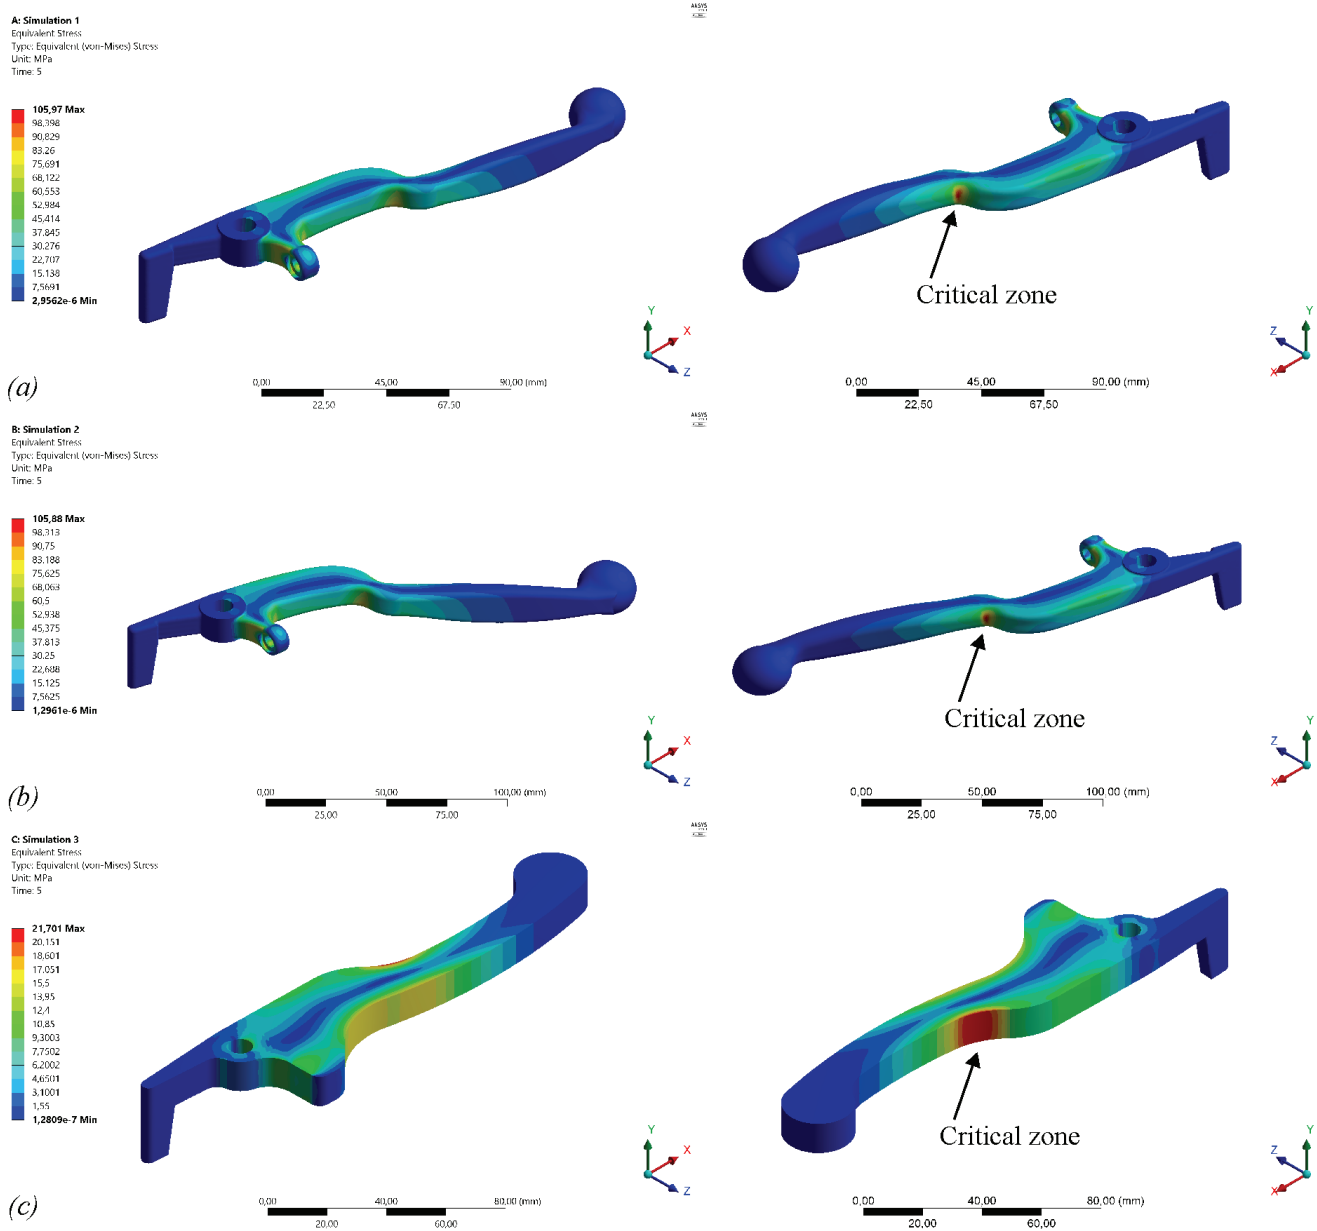 A: Simulation 1
Equivalent Stress
Type: Equivalent (von-Mises) Stress
Unit: MPa
Time: 5
ANSYS
105,97 Max
98,398
90,829
83,26
75,691
68,122
60,553
52,984
45,414
37,845
30,276
22,707
15,138
7,5691
2,9562e-6 Min
Critical zone
Y
X
Z
Y
Z
X
(a)
0,00 45,00 90,00 (mm)
22,50 67,50
0,00 45,00 90,00 (mm)
22,50 67,50
B: Simulation 2
Equivalent Stress
Type: Equivalent (von-Mises) Stress
Unit: MPa
Time: 5
ANSYS
105,88 Max
98,313
90,75
83,188
75,625
68,063
60,5
52,938
45,375
37,813
30,25
22,688
15,125
7,5625
1,2961e-6 Min
Critical zone
Y
X
Z
Y
Z
X
(b)
0,00 50,00 100,00 (mm)
25,00 75,00
0,00 50,00 100,00 (mm)
25,00 75,00
C: Simulation 3
Equivalent Stress
Type: Equivalent (von-Mises) Stress
Unit: MPa
Time: 5
ANSYS
21,701 Max
20,151
18,601
17,051
15,5
13,95
12,4
10,85
9,3003
7,7502
6,2002
4,6501
3,1001
1,55
1,2809e-7 Min
Critical zone
Y
X
Z
Y
Z
X
(c)
0,00 40,00 80,00 (mm)
20,00 60,00
0,00 40,00 80,00 (mm)
20,00 60,00